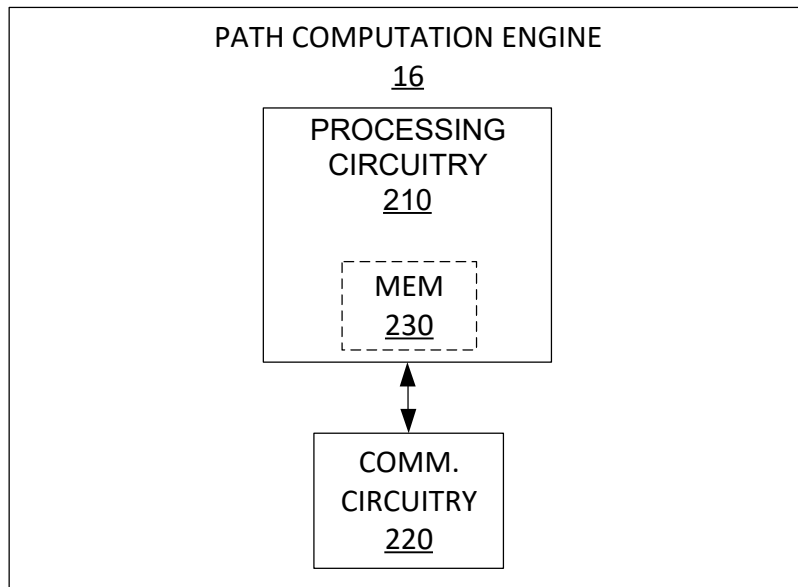 PATH COMPUTATION ENGINE
16
PROCESSING
CIRCUITRY
210
MEM
230
COMM.
CIRCUITRY
220